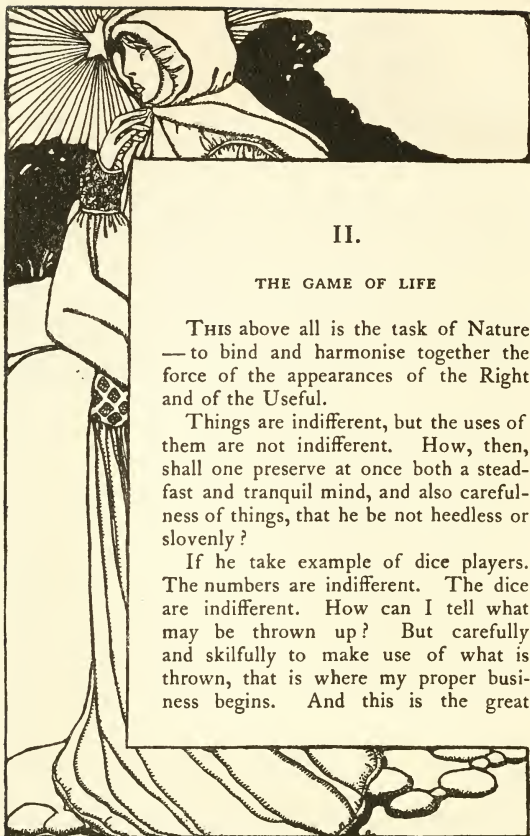 II.
THE GAME OF LIFE
THIS above all is the task of Nature
— to bind and harmonise together the
force of the appearances of the Right
and of the Useful.
Things are indifferent, but the uses of
them are not indifferent. How, then,
shall one preserve at once both a stead-
fast and tranquil mind, and also careful-
ness of things, that he be not heedless or
slovenly?
If he take example of dice players.
The numbers are indifferent. The dice
are indifferent. How can I tell what
may be thrown up? But carefully
and skilfully to make use of what is
thrown, that is where my proper busi-
ness begins. And this is the great